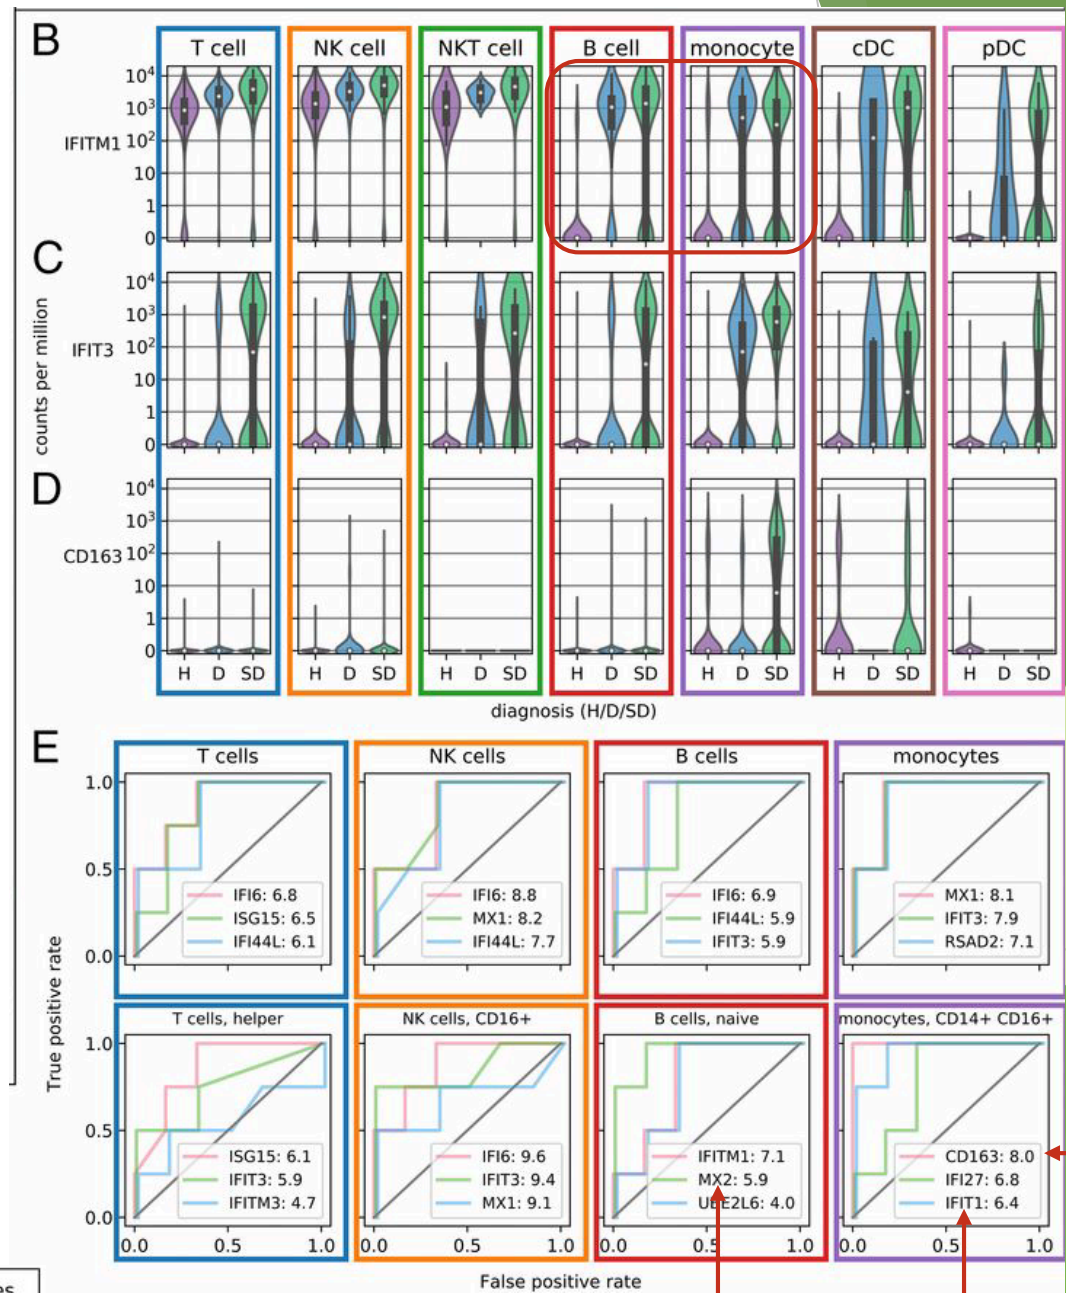 B
T cell NK cell NKT cell B cell monocyte cDC pDC
10⁴
10³
IFITM1 10²
10
1
0
C
10⁴
10³
IFIT3 10²
10
1
0
counts per million
D
10⁴
10³
CD163 10²
10
1
0
H D SD H D SD H D SD H D SD H D SD H D SD H D SD
diagnosis (H/D/SD)
E
T cells NK cells B cells monocytes
1.0
0.5
0.0
IFI6: 6.8
ISG15: 6.5
IFI44L: 6.1
IFI6: 8.8
MX1: 8.2
IFI44L: 7.7
IFI6: 6.9
IFI44L: 5.9
IFIT3: 5.9
MX1: 8.1
IFIT3: 7.9
RSAD2: 7.1
True positive rate
T cells, helper NK cells, CD16+ B cells, naive monocytes, CD14+ CD16+
1.0
0.5
0.0
ISG15: 6.1
IFIT3: 5.9
IFITM3: 4.7
IFI6: 9.6
IFIT3: 9.4
MX1: 9.1
IFITM1: 7.1
MX2: 5.9
UBE2L6: 4.0
CD163: 8.0
IFI27: 6.8
IFIT1: 6.4
0.0 0.5 1.0 0.0 0.5 1.0 0.0 0.5 1.0 0.0 0.5 1.0
False positive rate